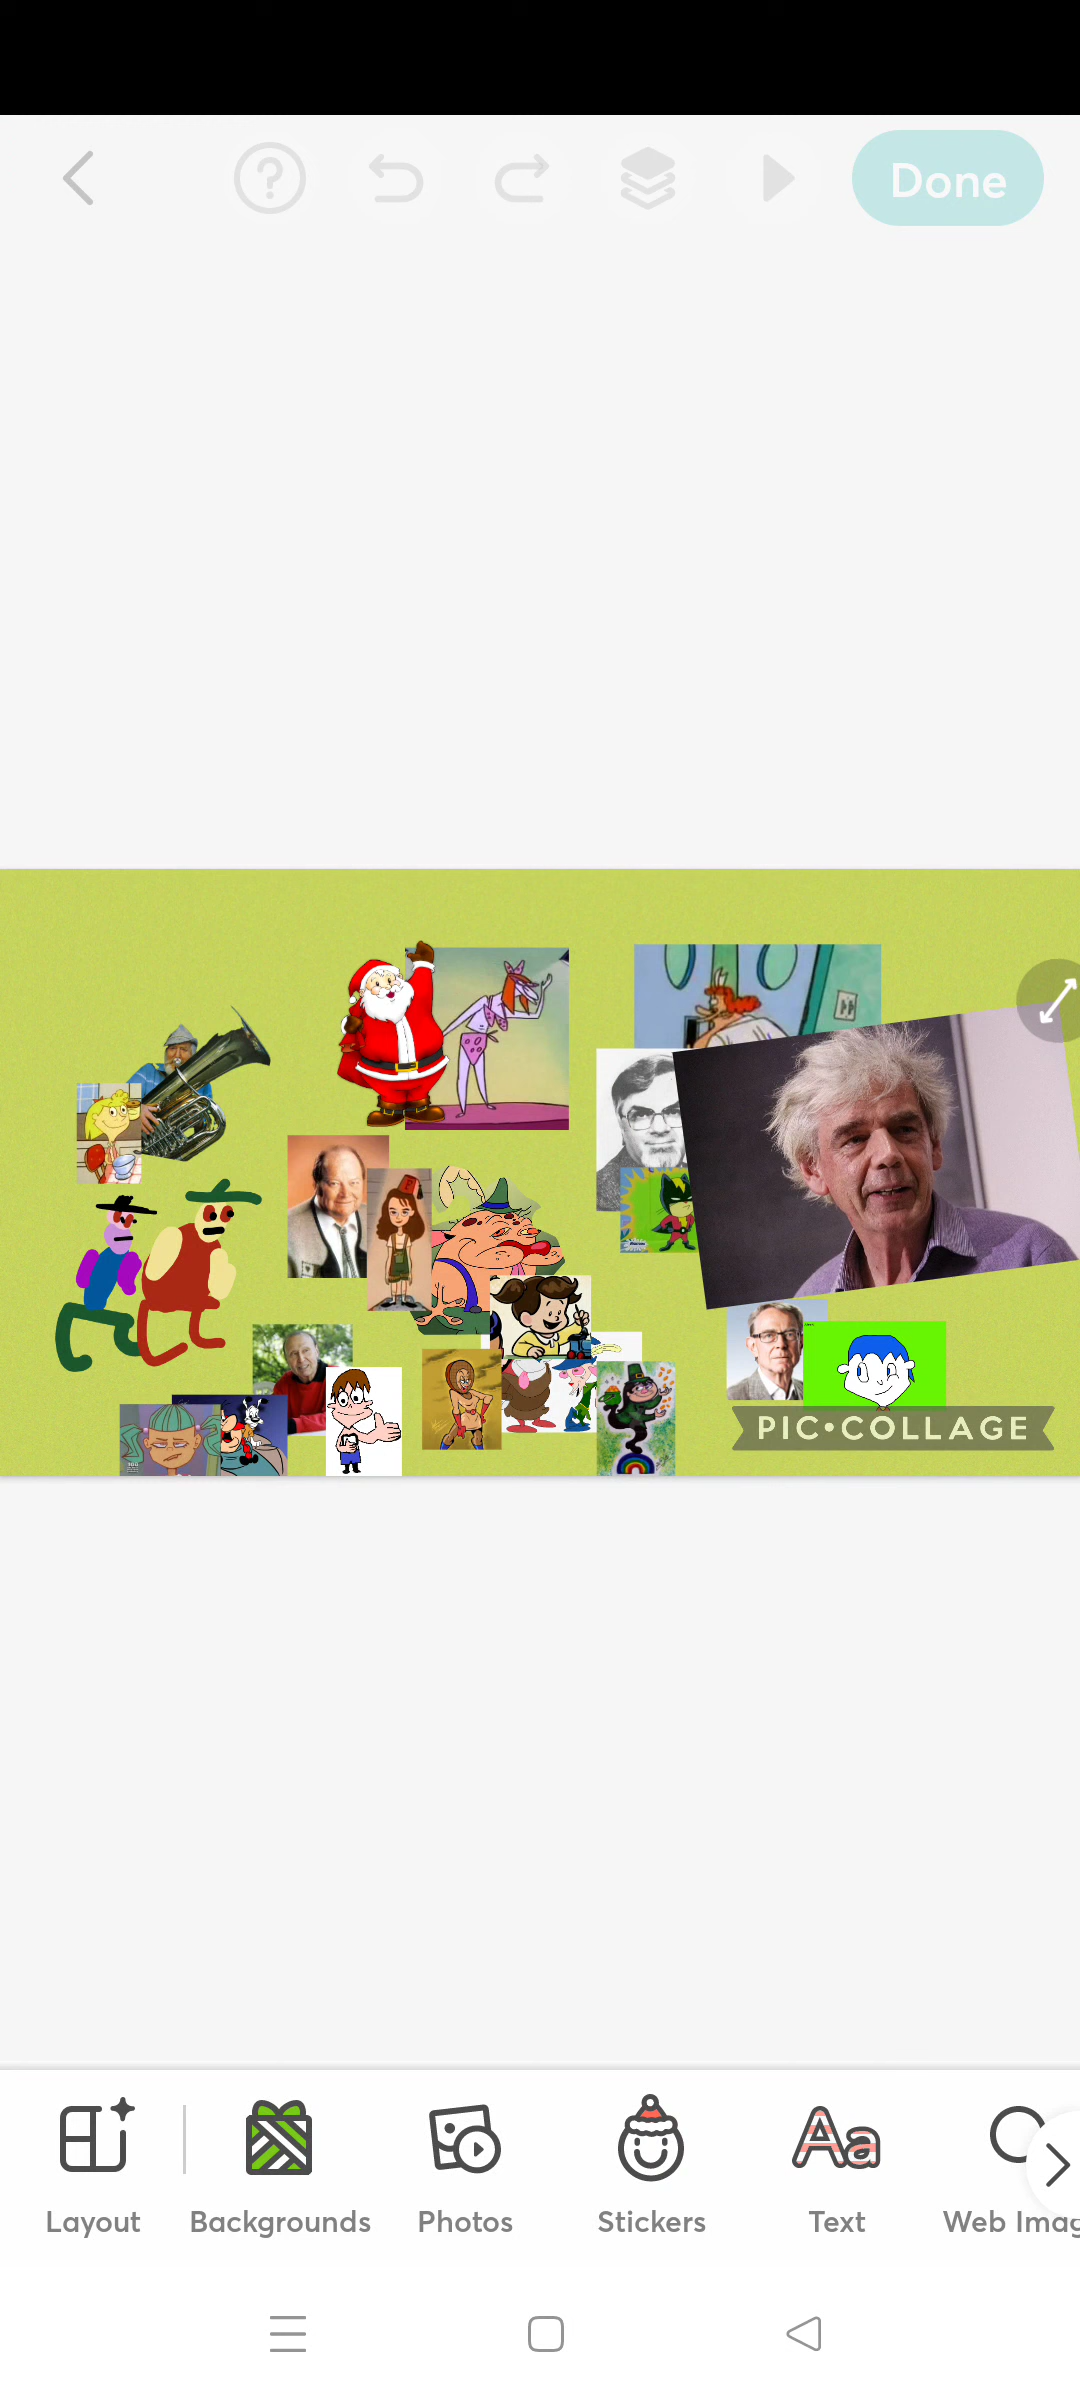 Done
PIC•COLLAGE
Layout
Backgrounds
Photos
Stickers
Text
Web Imag